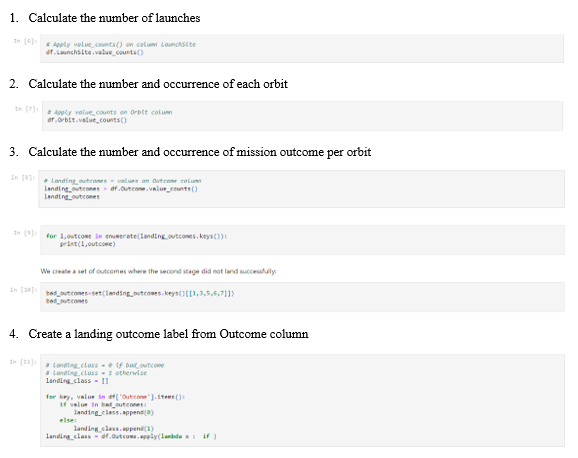 1. Calculate the number of launches
In [6]: # Apply value_counts() on column LaunchSite
df.LaunchSite.value_counts()
2. Calculate the number and occurrence of each orbit
In [7]: # Apply value_counts on Orbit column
df.Orbit.value_counts()
3. Calculate the number and occurrence of mission outcome per orbit
In [8]: # Landing_outcomes = values on Outcome column
landing_outcomes = df.Outcome.value_counts()
landing_outcomes
In [9]: for i,outcome in enumerate(landing_outcomes.keys()):
print(i,outcome)
We create a set of outcomes where the second stage did not land successfully:
In [10]: bad_outcomes=set(landing_outcomes.keys()[[1,3,5,6,7]])
bad_outcomes
4. Create a landing outcome label from Outcome column
In [11]: # landing_class = 0 if bad_outcome
# landing_class = 1 otherwise
landing_class = []
for key, value in df['Outcome'].items():
if value in bad_outcomes:
landing_class.append(0)
else:
landing_class.append(1)
landing_class = df.Outcome.apply(lambda x : if )